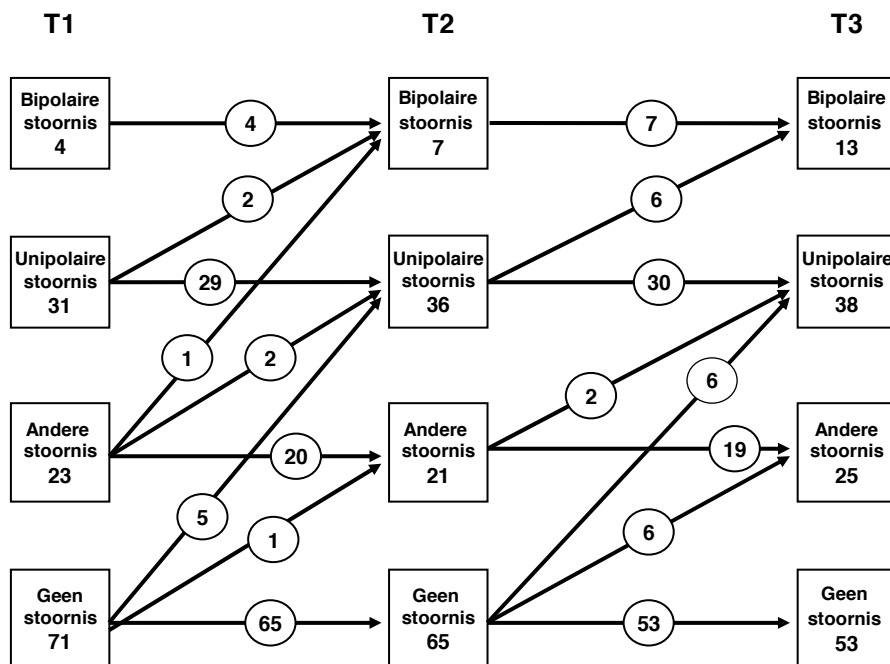 T1 T2 T3
Bipolaire
stoornis
4
4
Bipolaire
stoornis
7
7
Bipolaire
stoornis
13
2
6
Unipolaire
stoornis
31
29
Unipolaire
stoornis
36
30
Unipolaire
stoornis
38
1
2
2
6
Andere
stoornis
23
20
Andere
stoornis
21
19
Andere
stoornis
25
5
1
6
Geen
stoornis
71
65
Geen
stoornis
65
53
Geen
stoornis
53